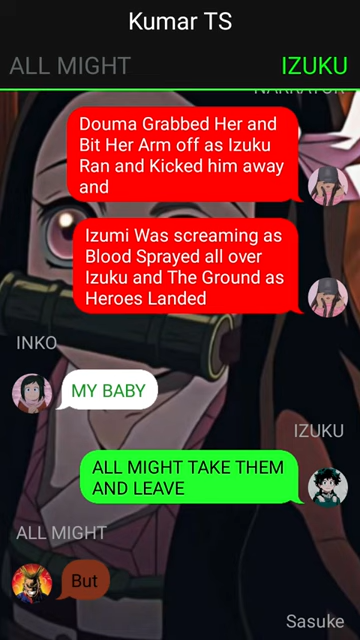 Kumar TS
ALL MIGHT
IZUKU
NARRATOR
Douma Grabbed Her and
Bit Her Arm off as Izuku
Ran and Kicked him away
and
Izumi Was screaming as
Blood Sprayed all over
Izuku and The Ground as
Heroes Landed
INKO
MY BABY
IZUKU
ALL MIGHT TAKE THEM
AND LEAVE
ALL MIGHT
But
Sasuke